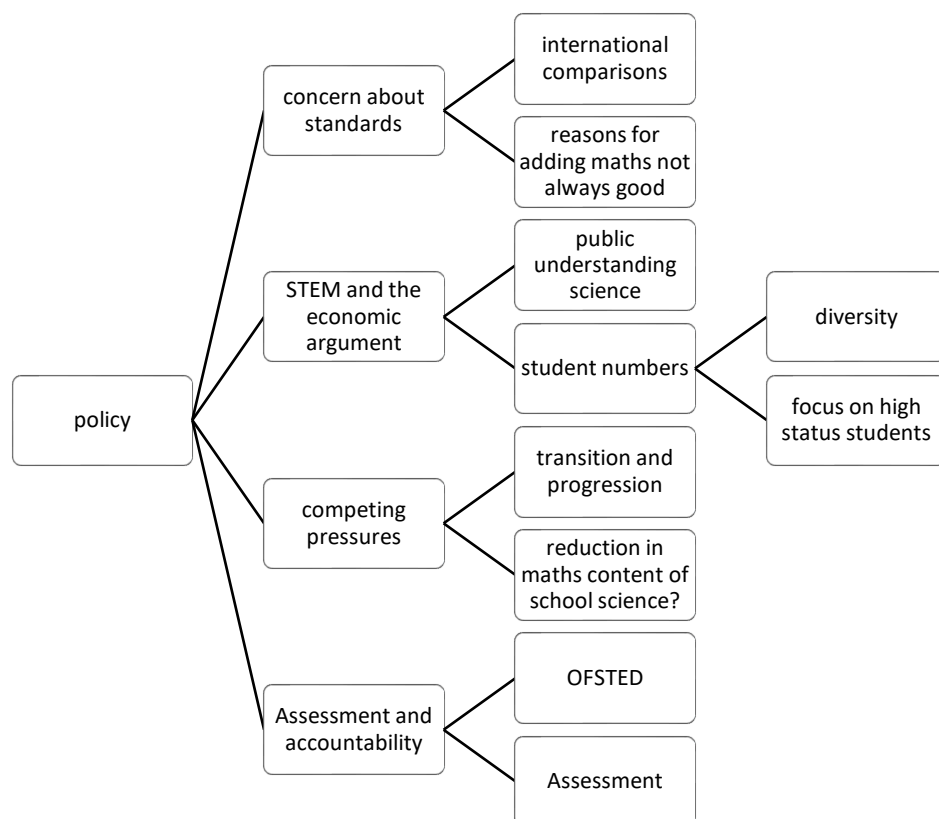 policy
concern about
standards
international
comparisons
reasons for
adding maths not
always good
STEM and the
economic
argument
public
understanding
science
student numbers
diversity
focus on high
status students
competing
pressures
transition and
progression
reduction in
maths content of
school science?
Assessment and
accountability
OFSTED
Assessment